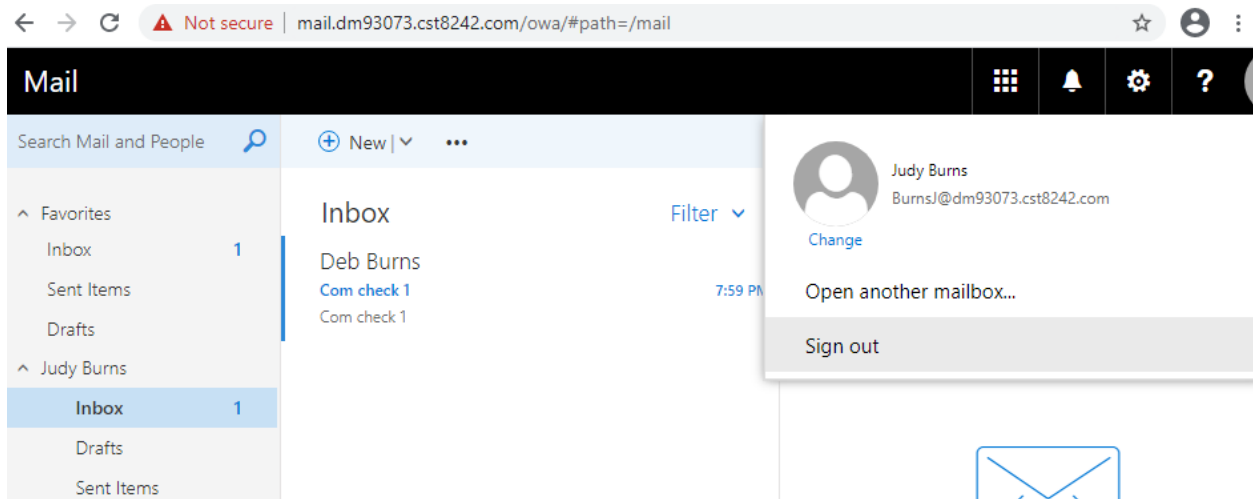 Not secure | mail.dm93073.cst8242.com/owa/#path=/mail
Mail
?
Search Mail and People
New
Favorites
Inbox 1
Sent Items
Drafts
Judy Burns
Inbox 1
Drafts
Sent Items
Inbox
Filter
Deb Burns
Com check 1
7:59 PM
Com check 1
Judy Burns
BurnsJ@dm93073.cst8242.com
Change
Open another mailbox...
Sign out